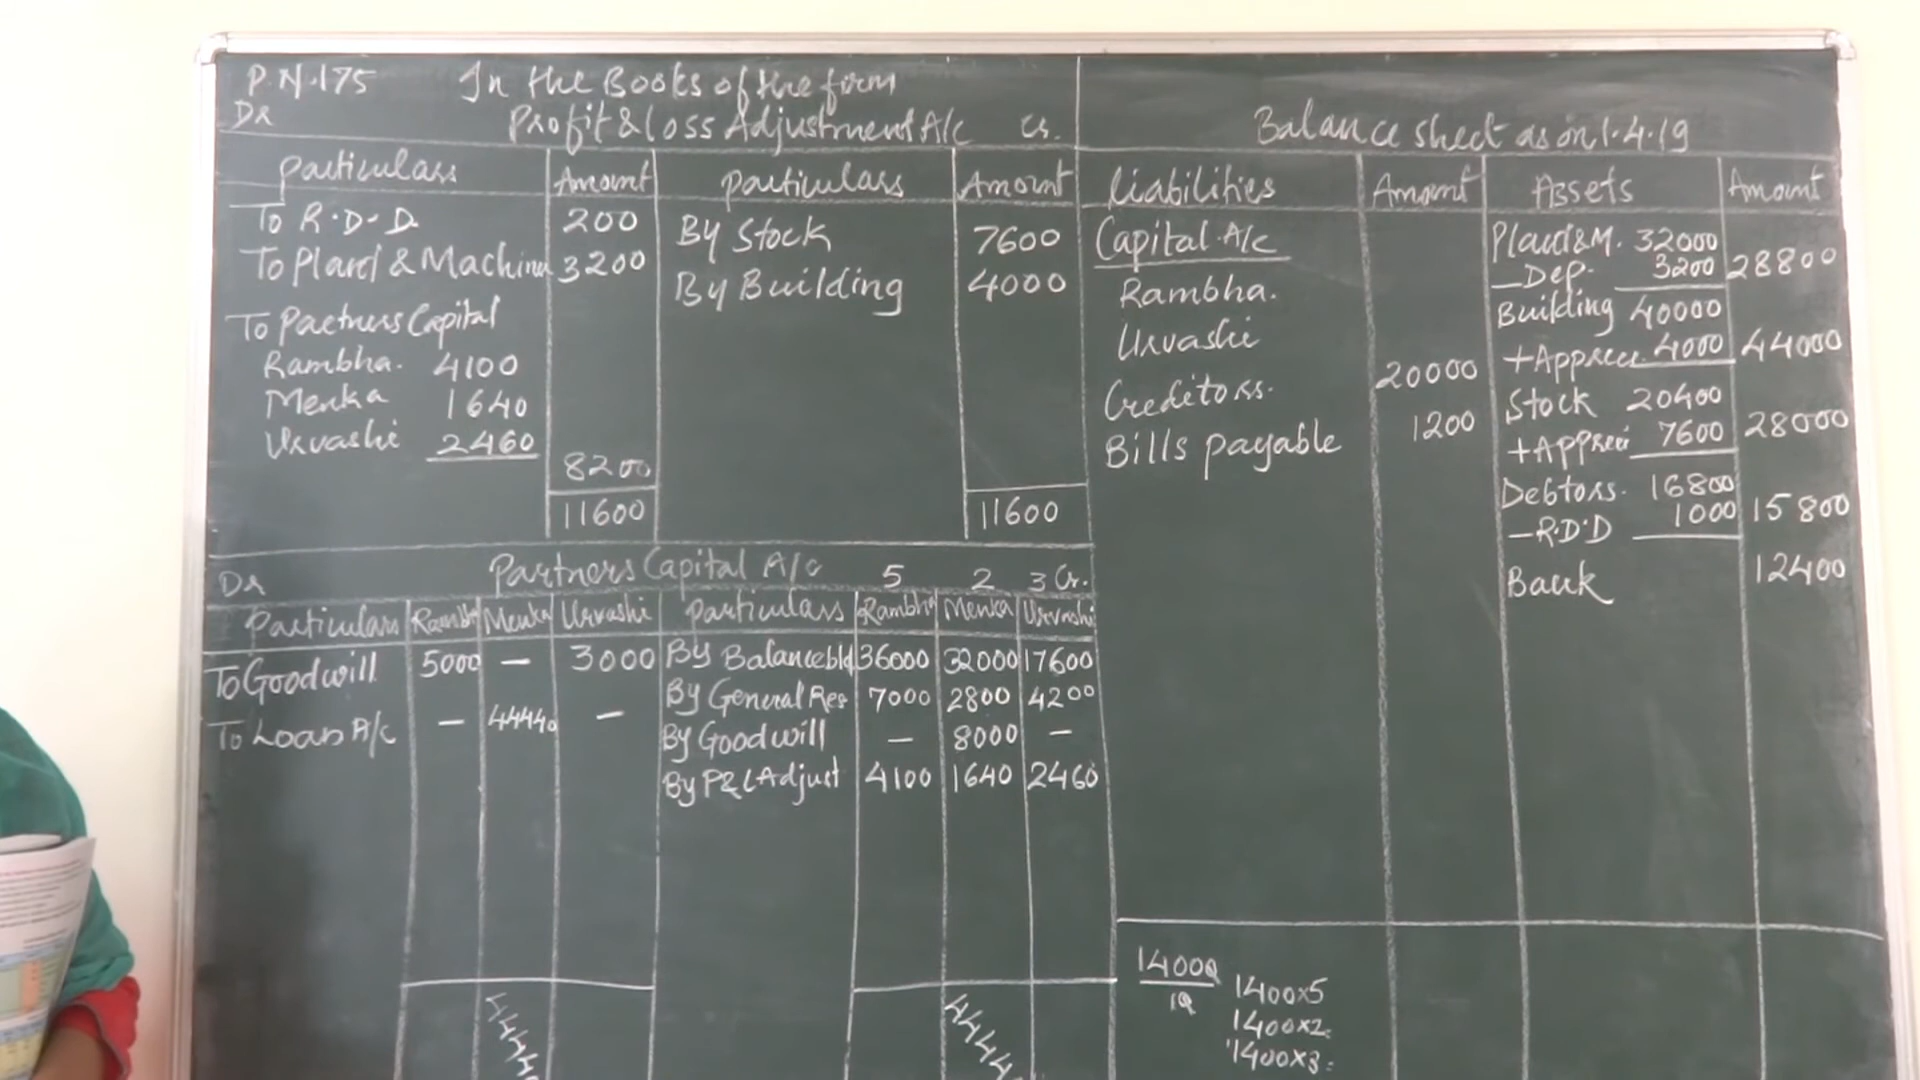 P.N.175 In the Books of the firm
Dr Profit & Loss Adjustment A/c Cr.
Particulars Amount Particulars Amount
To R.D.D 200 By Stock 7600
To Plant & Machine 3200 By Building 4000
To Partners Capital
Rambha. 4100
Menka 1640
Urvashi 2460
8200
11600 11600
Dr Partners Capital A/c 5 2 3 Cr.
Particulars Rambh Menka Urvashi Particulars Rambh Menka Urvashi
To Goodwill 5000 — 3000 By Balance b/d 36000 32000 17600
By General Res 7000 2800 4200
To Loan A/c — 44440 — By Goodwill — 8000 —
By P&L Adjust 4100 1640 2460
Balance sheet as on 1.4.19
Liabilities Amount Assets Amount
Capital A/c Plant & M. 32000
— Dep. 3200 28800
Rambha. Building 40000
Urvashi + Appreci. 4000 44000
Creditors. 20000 Stock 20400
Bills payable 1200 + Appreci 7600 28000
Debtors. 16800
— R.D.D 1000 15800
Bank 12400
14000
10
1400×5
1400×2=
1400×3=